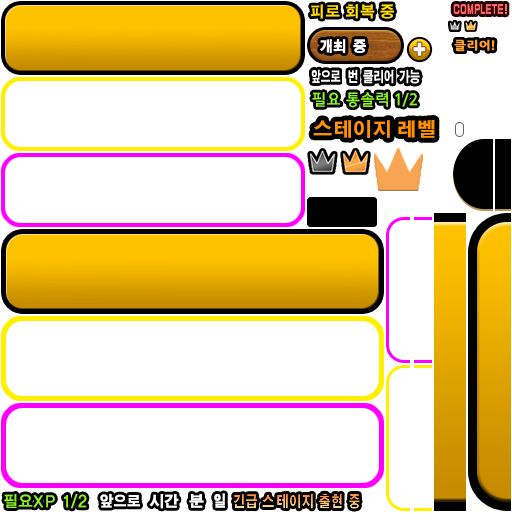 피로 회복 중
COMPLETE!
개최 중
클리어!
앞으로 번 클리어 가능
필요 통솔력 1/2
스테이지 레벨
0
필요XP 1/2 앞으로 시간 분 일 긴급 스테이지 출현 중